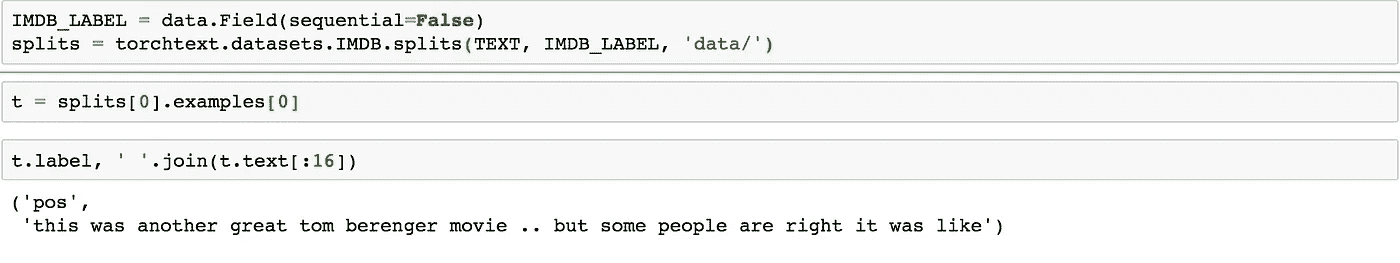 IMDB_LABEL = data.Field(sequential=False)
splits = torchtext.datasets.IMDB.splits(TEXT, IMDB_LABEL, 'data/')
t = splits[0].examples[0]
t.label, ' '.join(t.text[:16])
('pos',
 'this was another great tom berenger movie .. but some people are right it was like')